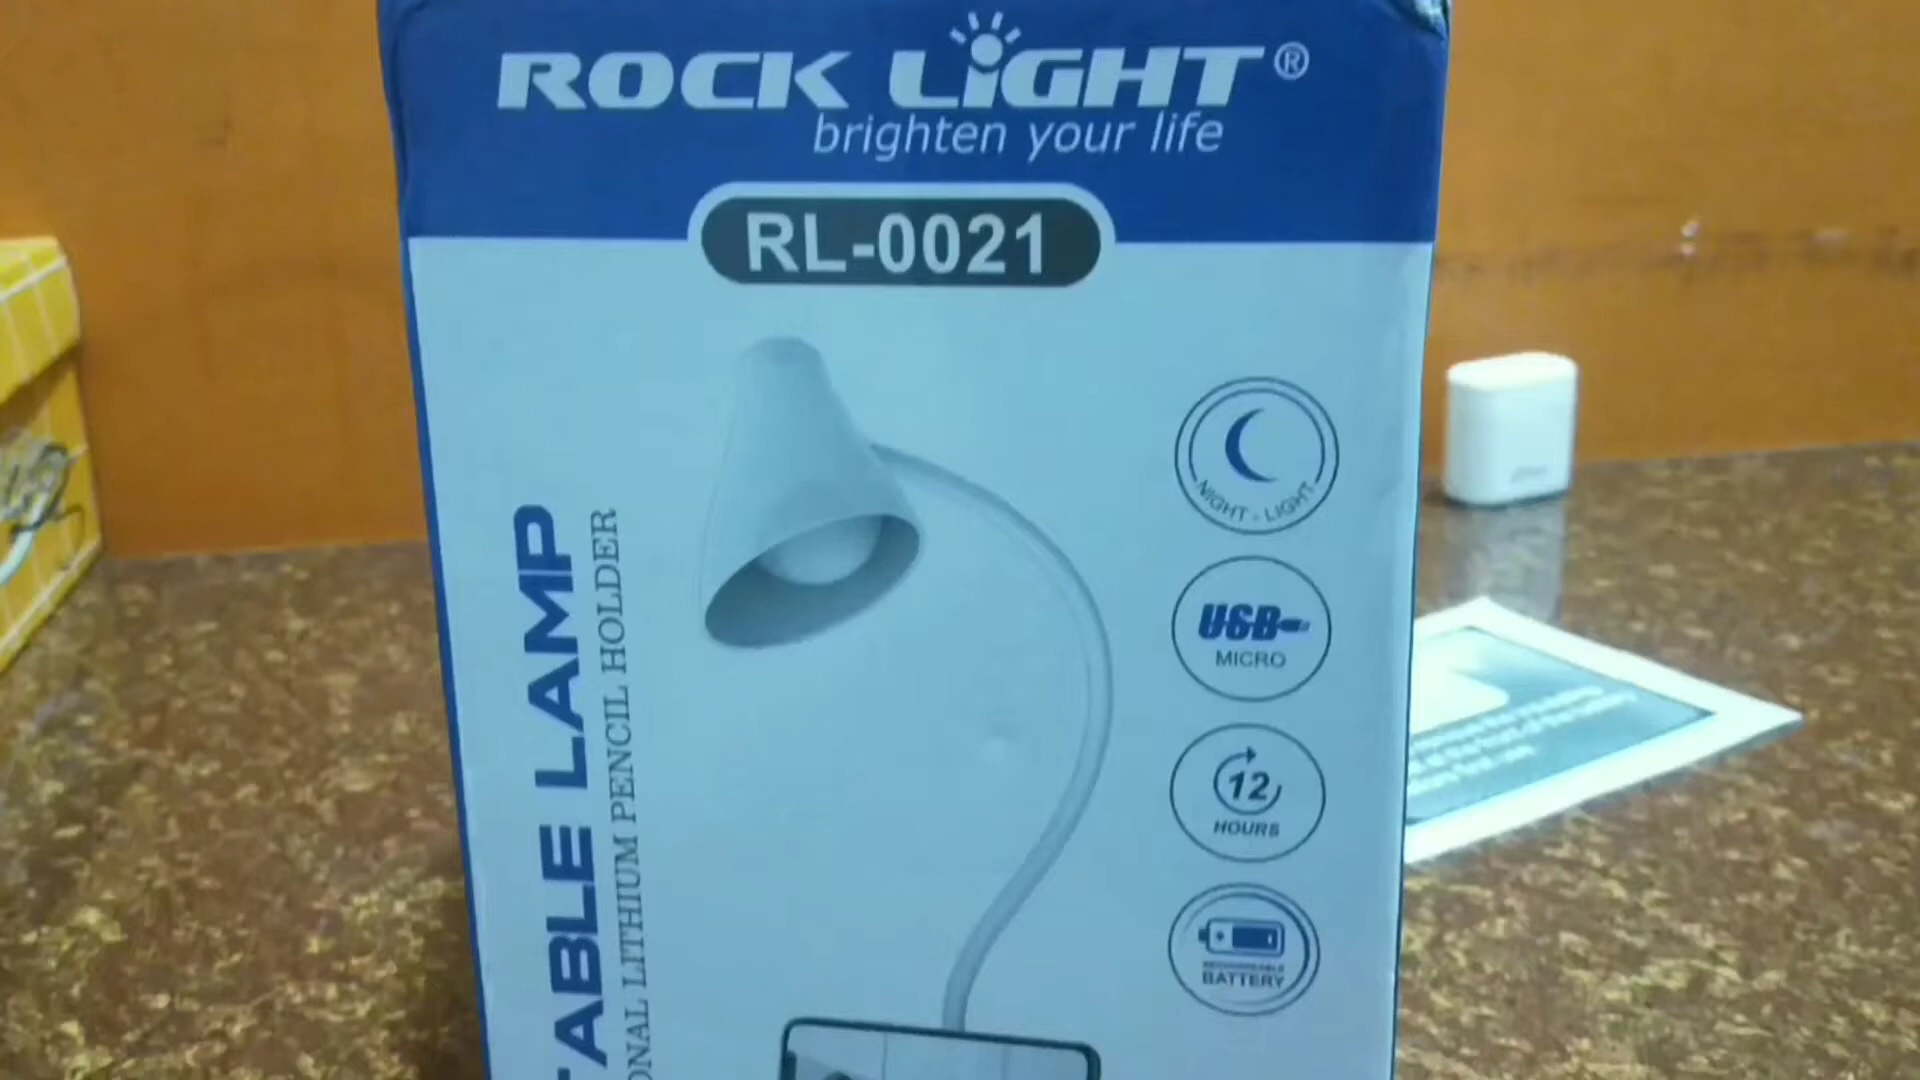 ROCK LIGHT®
brighten your life
RL-0021
TABLE LAMP
LITHIUM PENCIL HOLDER
NIGHT-LIGHT
USB
MICRO
12
HOURS
BATTERY